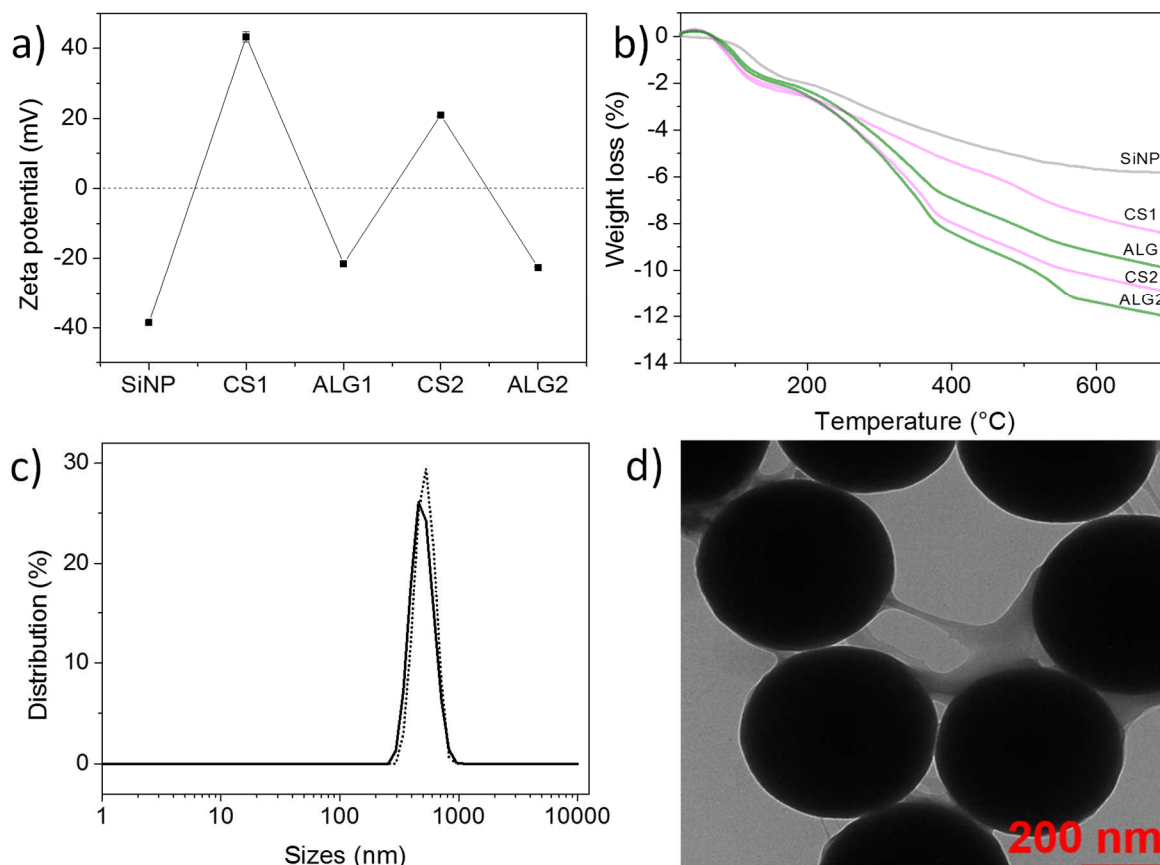 a)
Zeta potential (mV)
40
20
0
-20
-40
SiNP CS1 ALG1 CS2 ALG2
b)
Weight loss (%)
0
-2
-4
-6
-8
-10
-12
-14
SiNP
CS1
ALG
CS2
ALG2
200 400 600
Temperature (°C)
c)
Distribution (%)
30
20
10
0
1 10 100 1000 10000
Sizes (nm)
d)
200 nm